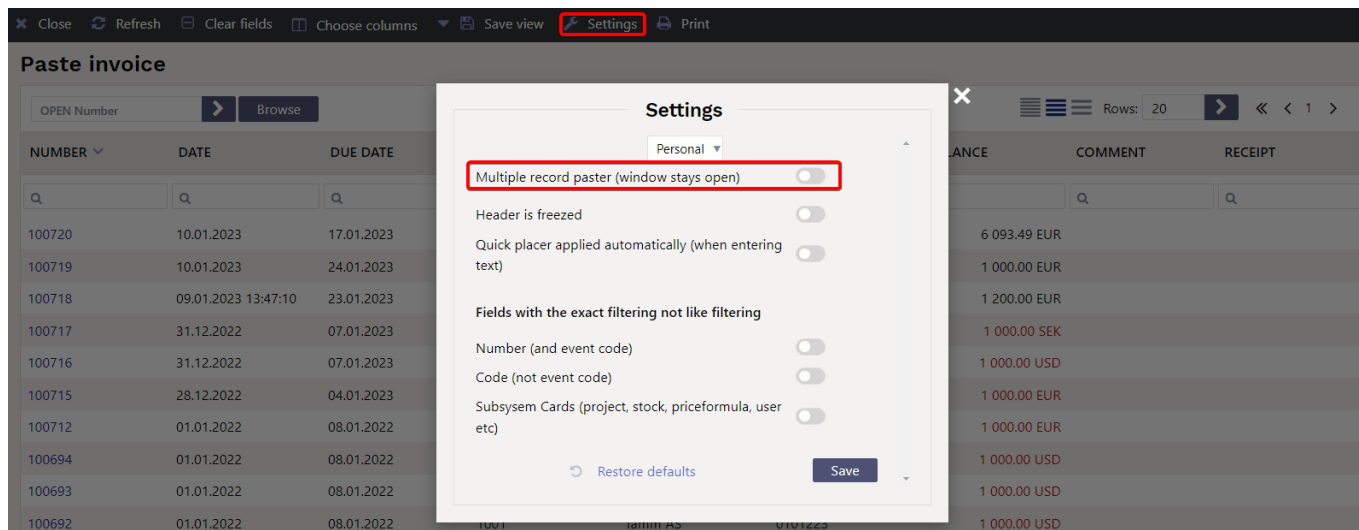 Close Refresh Clear fields Choose columns Save view Settings Print
Paste invoice
OPEN Number Browse Rows: 20 1
Settings
Personal
NUMBER DATE DUE DATE LANCE COMMENT RECEIPT
Multiple record paster (window stays open)
Header is freezed
Quick placer applied automatically (when entering
text)
Fields with the exact filtering not like filtering
Number (and event code)
Code (not event code)
Subsysem Cards (project, stock, priceformula, user
etc)
Restore defaults Save
100720 10.01.2023 17.01.2023 6 093.49 EUR
100719 10.01.2023 24.01.2023 1 000.00 EUR
100718 09.01.2023 13:47:10 23.01.2023 1 200.00 EUR
100717 31.12.2022 07.01.2023 1 000.00 SEK
100716 31.12.2022 07.01.2023 1 000.00 USD
100715 28.12.2022 04.01.2023 1 000.00 EUR
100712 01.01.2022 08.01.2022 1 000.00 EUR
100694 01.01.2022 08.01.2022 1 000.00 USD
100693 01.01.2022 08.01.2022 1 000.00 USD
100692 01.01.2022 08.01.2022 1001 Tamm AS 0101223 1 000.00 USD